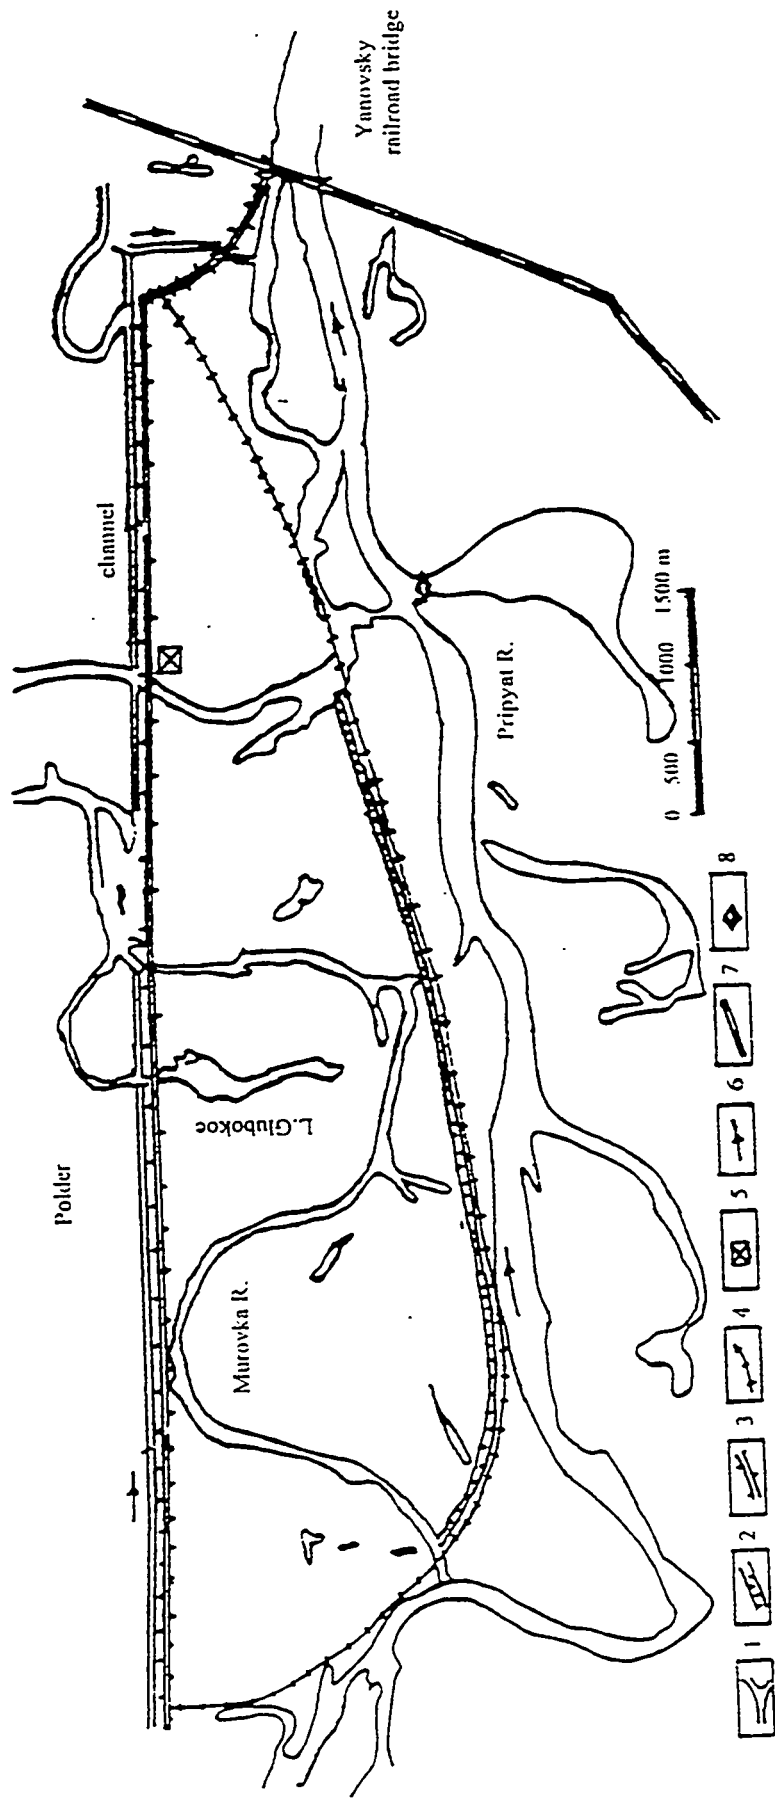 Yanovsky
railroad bridge
channel
Polder
L.Glubokoe
Murovka R.
Pripyat R.
0 500 1000 1500 m
1 2 3 4 5 6 7 8